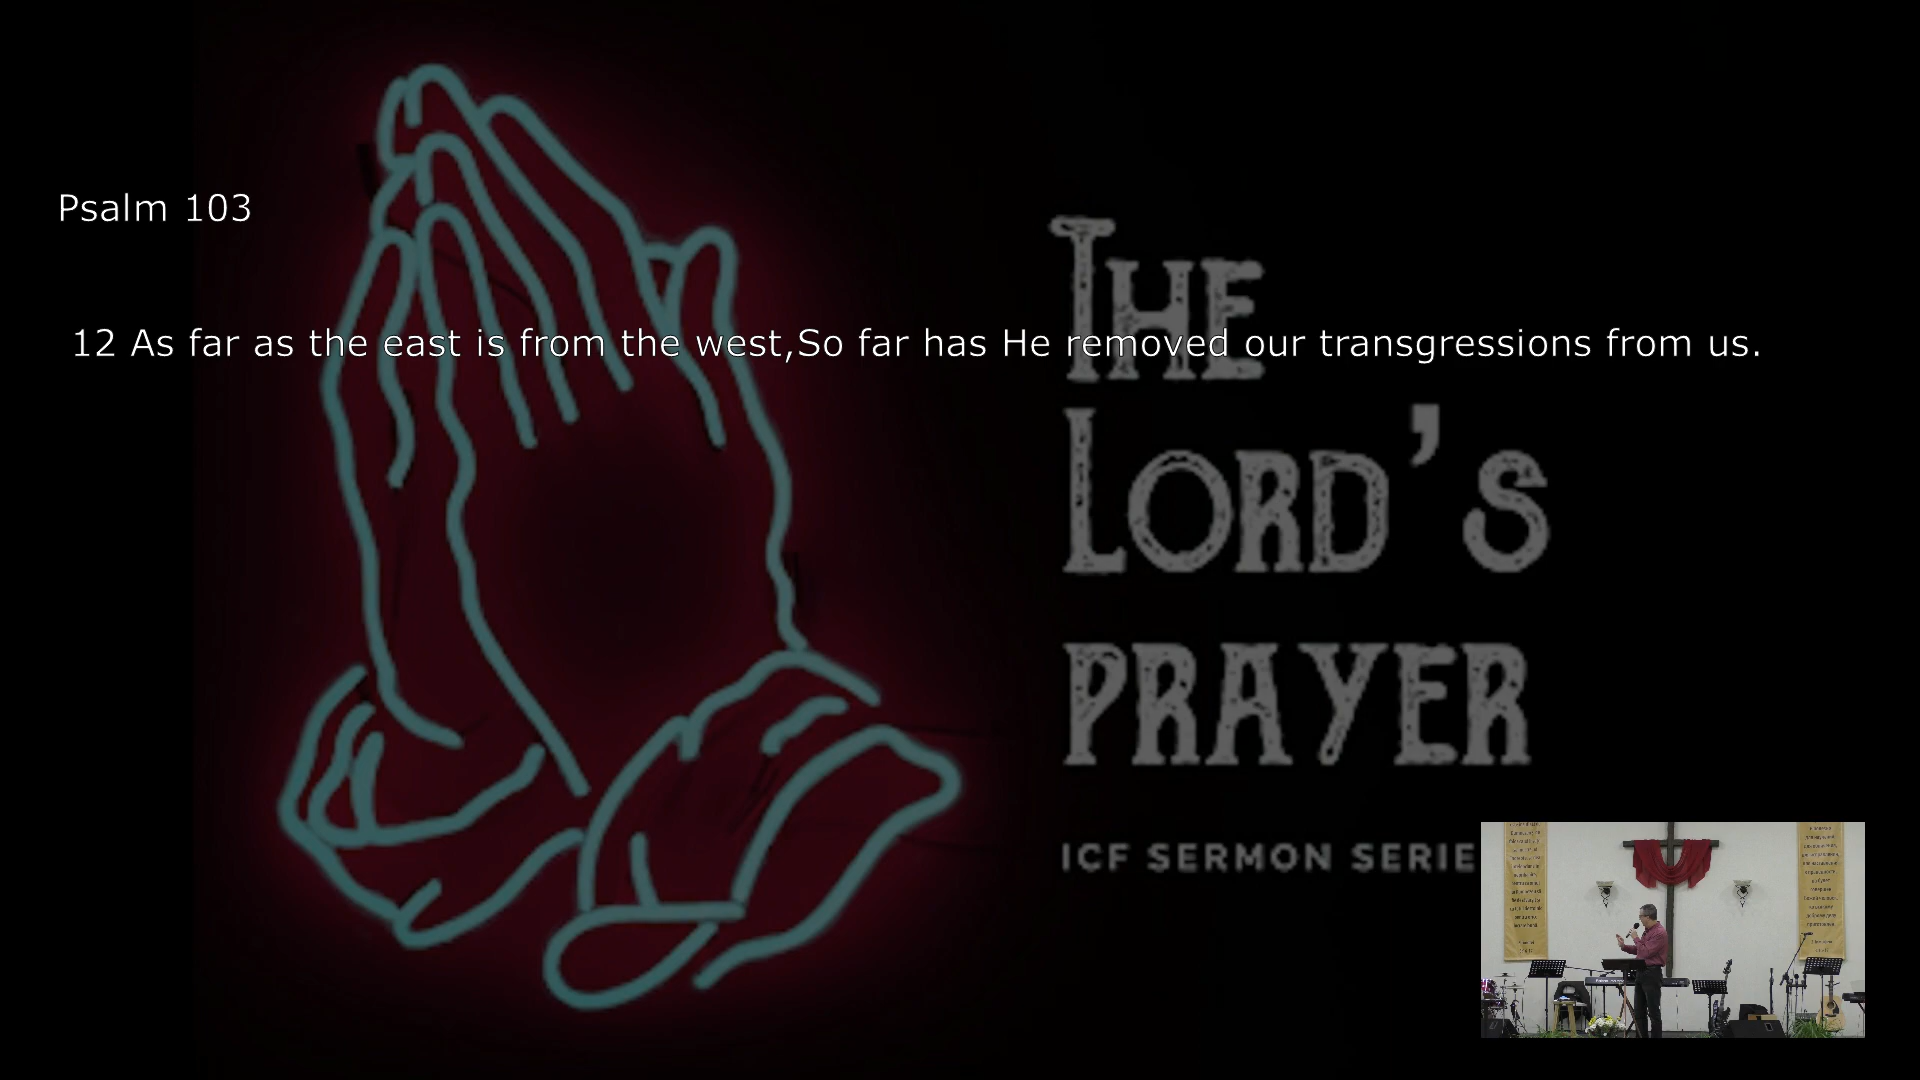 Psalm 103
12 As far as the east is from the west,So far has He removed our transgressions from us.
THE
LORD'S
PRAYER
ICF SERMON SERIE